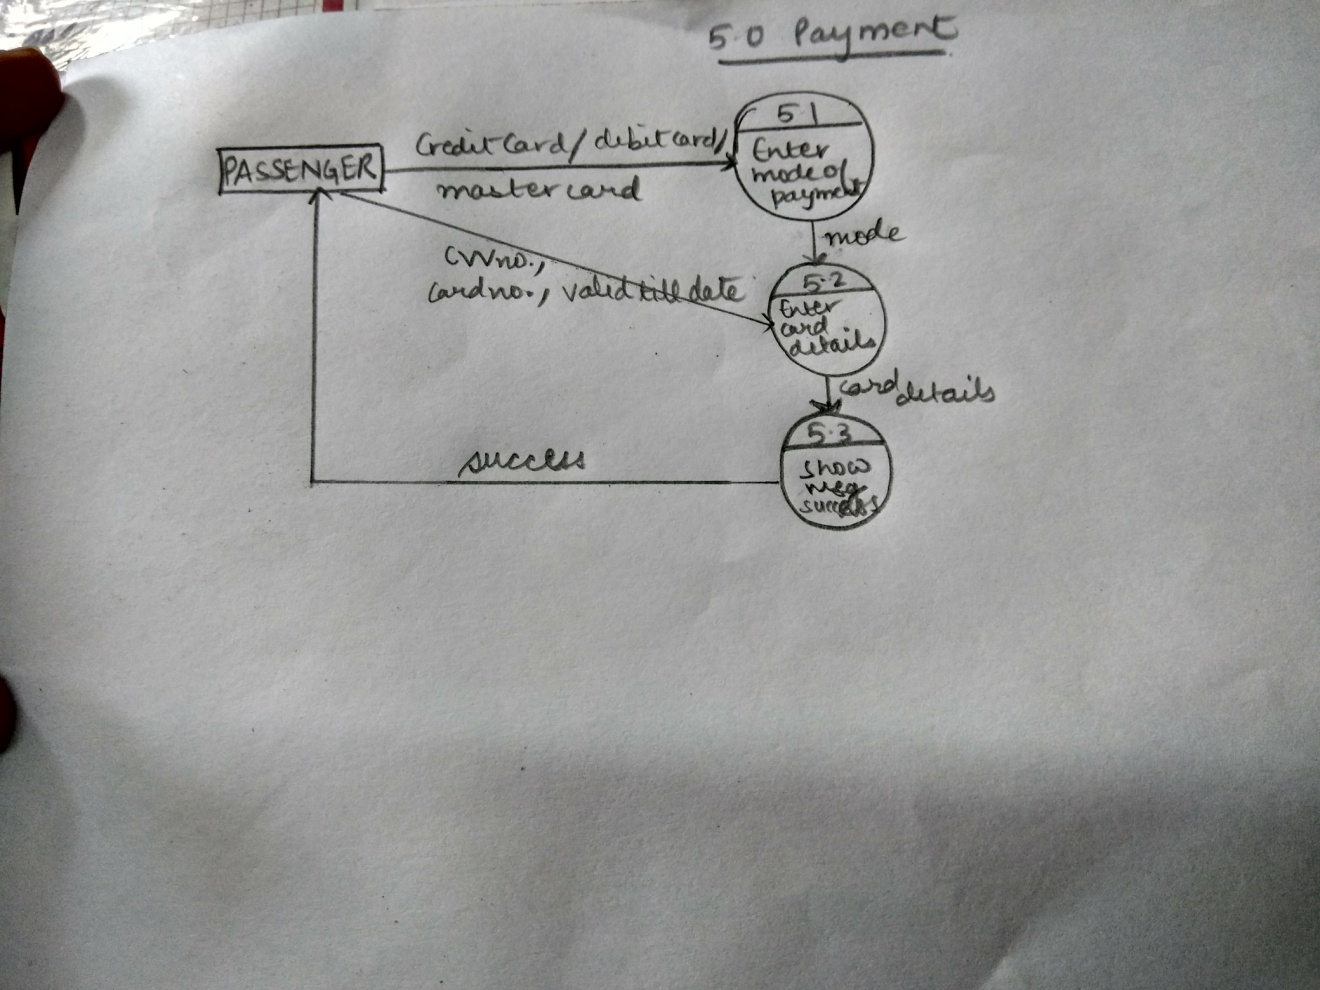 5.0 Payment
PASSENGER
Credit Card/ debit card/
master card
5.1
Enter
mode of
payment
mode
CVV no.,
card no., valid till date
5.2
Enter
card
details
card details
5.3
show
msg
success
success